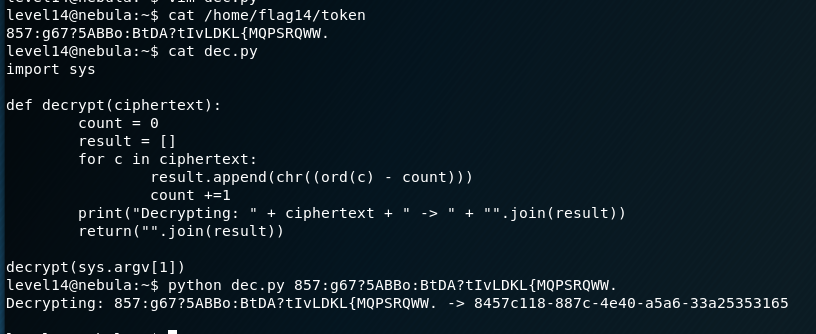 level14@nebula:~$ vim dec.py
level14@nebula:~$ cat /home/flag14/token
857:g67?5ABBo:BtDA?tIvLDKL{MQPSRQWW.
level14@nebula:~$ cat dec.py
import sys
def decrypt(ciphertext):
count = 0
result = []
for c in ciphertext:
result.append(chr((ord(c) - count)))
count +=1
print("Decrypting: " + ciphertext + " -> " + "".join(result))
return("".join(result))
decrypt(sys.argv[1])
level14@nebula:~$ python dec.py 857:g67?5ABBo:BtDA?tIvLDKL{MQPSRQWW.
Decrypting: 857:g67?5ABBo:BtDA?tIvLDKL{MQPSRQWW. -> 8457c118-887c-4e40-a5a6-33a25353165